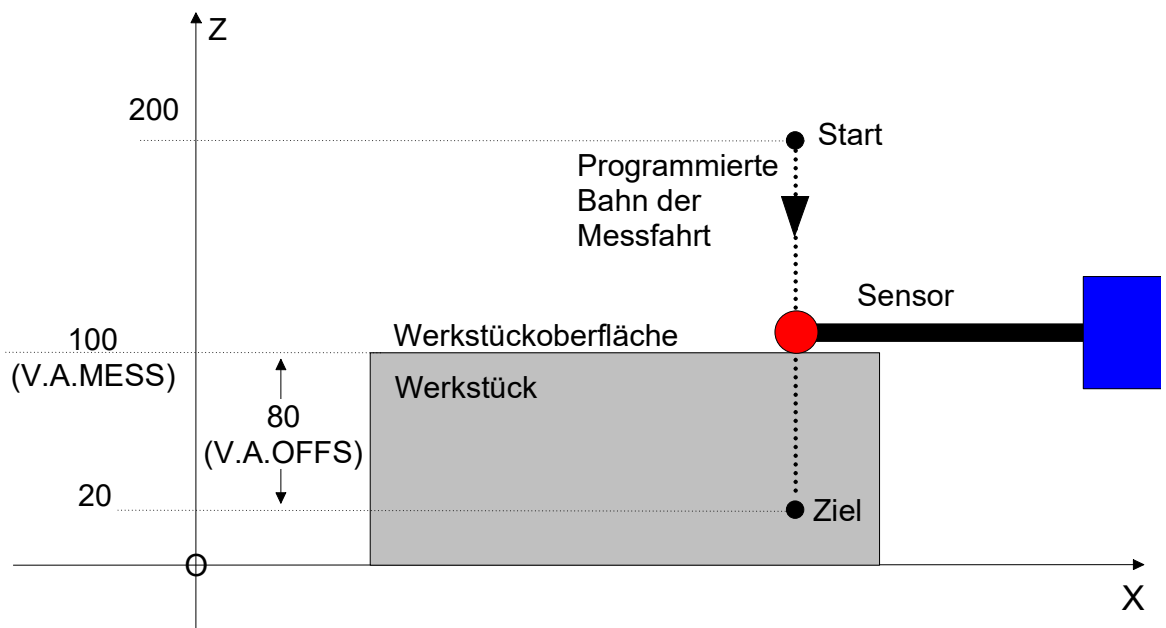 Z
200
Start
Programmierte
Bahn der
Messfahrt
Sensor
Werkstückoberfläche
100
(V.A.MESS)
Werkstück
80
(V.A.OFFS)
20
Ziel
O
X